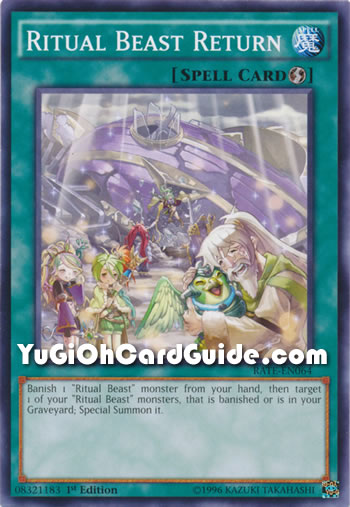 RITUAL BEAST RETURN 魔
[SPELL CARD]
YuGiOhCardGuide.com
RATE-EN064
Banish 1 "Ritual Beast" monster from your hand, then target
1 of your "Ritual Beast" monsters, that is banished or is in your
Graveyard; Special Summon it.
08321183 1st Edition ©1996 KAZUKI TAKAHASHI